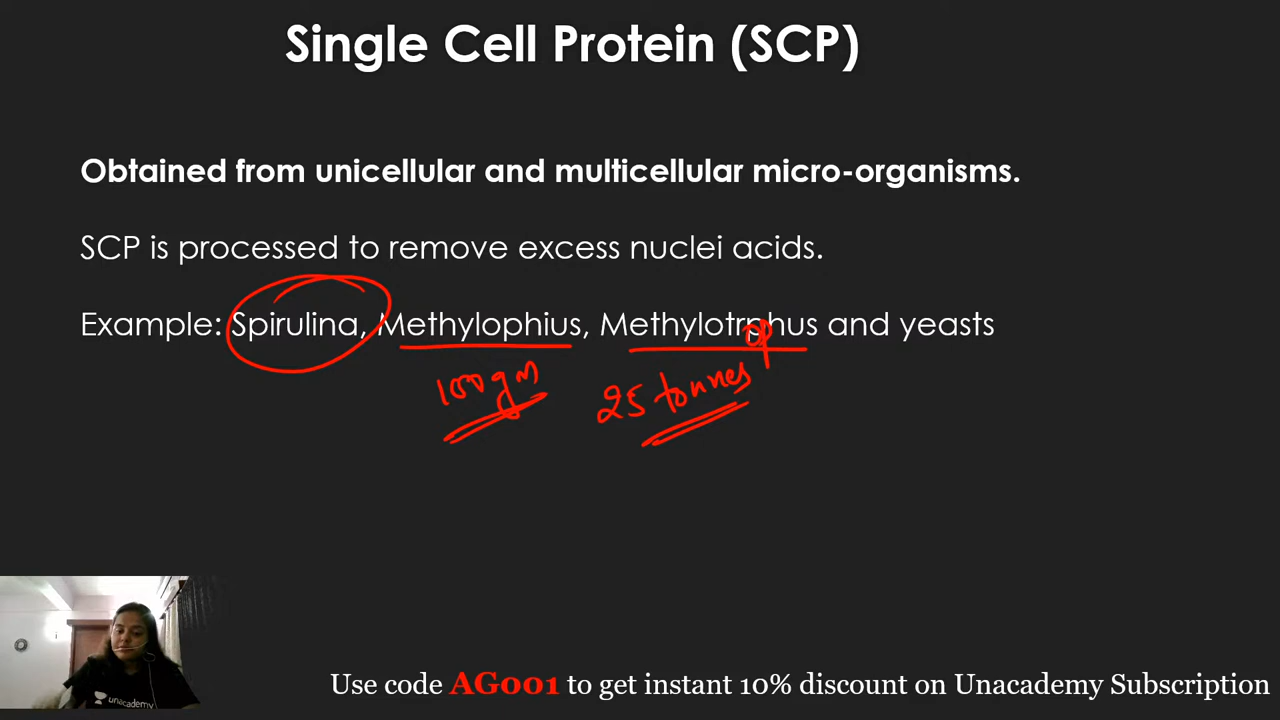 Single Cell Protein (SCP)
Obtained from unicellular and multicellular micro-organisms.
SCP is processed to remove excess nuclei acids.
Example: Spirulina, Methylophius, Methylotrphus and yeasts
op
100 gm 25 tonnes
unacademy
Use code AG001 to get instant 10% discount on Unacademy Subscription